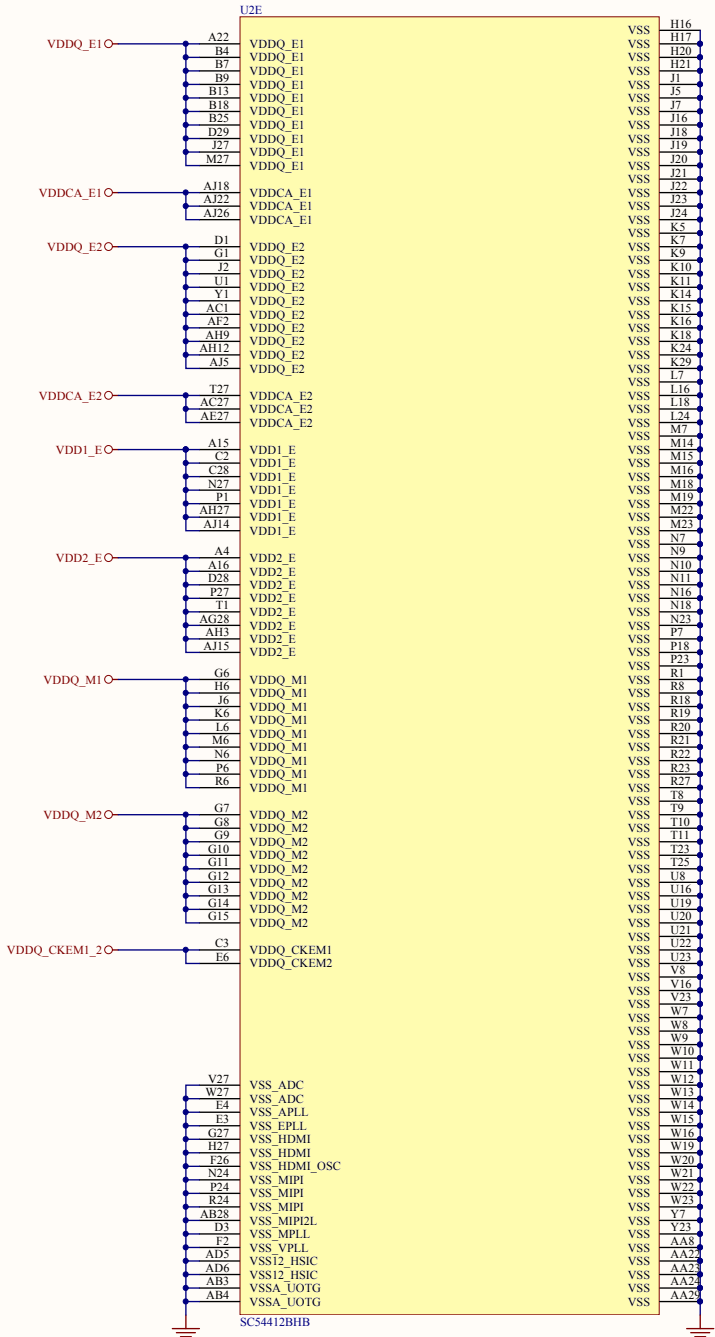 U2E
VDDQ_E1 A22 VDDQ_E1
B4 VDDQ_E1
B7 VDDQ_E1
B9 VDDQ_E1
B13 VDDQ_E1
B18 VDDQ_E1
B25 VDDQ_E1
D29 VDDQ_E1
J27 VDDQ_E1
M27 VDDQ_E1
VDDCA_E1 AJ18 VDDCA_E1
AJ22 VDDCA_E1
AJ26 VDDCA_E1
VDDQ_E2 D1 VDDQ_E2
G1 VDDQ_E2
J2 VDDQ_E2
U1 VDDQ_E2
Y1 VDDQ_E2
AC1 VDDQ_E2
AF2 VDDQ_E2
AH9 VDDQ_E2
AH12 VDDQ_E2
AJ5 VDDQ_E2
VDDCA_E2 T27 VDDCA_E2
AC27 VDDCA_E2
AE27 VDDCA_E2
VDD1_E A15 VDD1_E
C2 VDD1_E
C28 VDD1_E
N27 VDD1_E
P1 VDD1_E
AH27 VDD1_E
AJ14 VDD1_E
VDD2_E A4 VDD2_E
A16 VDD2_E
D28 VDD2_E
P27 VDD2_E
T1 VDD2_E
AG28 VDD2_E
AH3 VDD2_E
AJ15 VDD2_E
VDDQ_M1 G6 VDDQ_M1
H6 VDDQ_M1
J6 VDDQ_M1
K6 VDDQ_M1
L6 VDDQ_M1
M6 VDDQ_M1
N6 VDDQ_M1
P6 VDDQ_M1
R6 VDDQ_M1
VDDQ_M2 G7 VDDQ_M2
G8 VDDQ_M2
G9 VDDQ_M2
G10 VDDQ_M2
G11 VDDQ_M2
G12 VDDQ_M2
G13 VDDQ_M2
G14 VDDQ_M2
G15 VDDQ_M2
VDDQ_CKEM1_2 C3 VDDQ_CKEM1
E6 VDDQ_CKEM2
V27 VSS_ADC
W27 VSS_ADC
E4 VSS_APLL
E3 VSS_EPLL
G27 VSS_HDMI
H27 VSS_HDMI
F26 VSS_HDMI_OSC
N24 VSS_MIPI
P24 VSS_MIPI
R24 VSS_MIPI
AB28 VSS_MIPI2L
D3 VSS_MPLL
F2 VSS_VPLL
AD5 VSS12_HSIC
AD6 VSS12_HSIC
AB3 VSSA_UOTG
AB4 VSSA_UOTG
VSS H16
VSS H17
VSS H20
VSS H21
VSS J1
VSS J5
VSS J7
VSS J16
VSS J18
VSS J19
VSS J20
VSS J21
VSS J22
VSS J23
VSS J24
VSS K5
VSS K7
VSS K9
VSS K10
VSS K11
VSS K14
VSS K15
VSS K16
VSS K18
VSS K24
VSS K29
VSS L7
VSS L16
VSS L18
VSS L24
VSS M7
VSS M14
VSS M15
VSS M16
VSS M18
VSS M19
VSS M22
VSS M23
VSS N7
VSS N9
VSS N10
VSS N11
VSS N16
VSS N18
VSS N23
VSS P7
VSS P18
VSS P23
VSS R1
VSS R8
VSS R18
VSS R19
VSS R20
VSS R21
VSS R22
VSS R23
VSS R27
VSS T8
VSS T9
VSS T10
VSS T11
VSS T23
VSS T25
VSS U8
VSS U16
VSS U19
VSS U20
VSS U21
VSS U22
VSS U23
VSS V8
VSS V16
VSS V23
VSS W7
VSS W8
VSS W9
VSS W10
VSS W11
VSS W12
VSS W13
VSS W14
VSS W15
VSS W16
VSS W19
VSS W20
VSS W21
VSS W22
VSS W23
VSS Y7
VSS Y23
VSS AA8
VSS AA22
VSS AA23
VSS AA24
VSS AA29
SC54412BHB